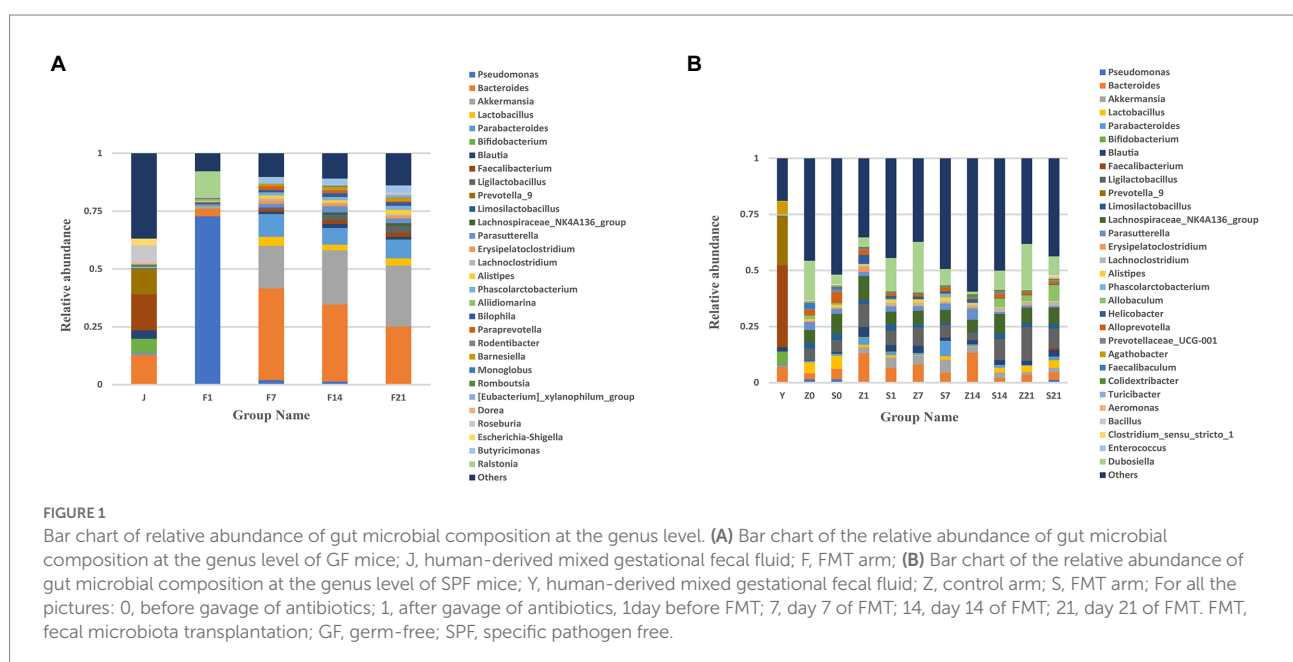 A
1
0.75
0.5
0.25
0
Relative abundance
J F1 F7 F14 F21
Group Name
Pseudomonas
Bacteroides
Akkermansia
Lactobacillus
Parabacteroides
Bifidobacterium
Blautia
Faecalibacterium
Ligilactobacillus
Prevotella_9
Limosilactobacillus
Lachnospiraceae_NK4A136_group
Parasutterella
Erysipelatoclostridium
Lachnoclostridium
Alistipes
Phascolarctobacterium
Aliidiomarina
Bilophila
Paraprevotella
Rodentibacter
Barnesiella
Monoglobus
Romboutsia
[Eubacterium]_xylanophilum_group
Dorea
Roseburia
Escherichia-Shigella
Butyricimonas
Ralstonia
Others
B
1
0.75
0.5
0.25
0
Relative abundance
Y Z0 S0 Z1 S1 Z7 S7 Z14 S14 Z21 S21
Group Name
Pseudomonas
Bacteroides
Akkermansia
Lactobacillus
Parabacteroides
Bifidobacterium
Blautia
Faecalibacterium
Ligilactobacillus
Prevotella_9
Limosilactobacillus
Lachnospiraceae_NK4A136_group
Parasutterella
Erysipelatoclostridium
Lachnoclostridium
Alistipes
Phascolarctobacterium
Allobaculum
Helicobacter
Alloprevotella
Prevotellaceae_UCG-001
Agathobacter
Faecalibaculum
Colidextribacter
Turicibacter
Aeromonas
Bacillus
Clostridium_sensu_stricto_1
Enterococcus
Dubosiella
Others
FIGURE 1
Bar chart of relative abundance of gut microbial composition at the genus level. (A) Bar chart of the relative abundance of gut microbial
composition at the genus level of GF mice; J, human-derived mixed gestational fecal fluid; F, FMT arm; (B) Bar chart of the relative abundance of
gut microbial composition at the genus level of SPF mice; Y, human-derived mixed gestational fecal fluid; Z, control arm; S, FMT arm; For all the
pictures: 0, before gavage of antibiotics; 1, after gavage of antibiotics, 1day before FMT; 7, day 7 of FMT; 14, day 14 of FMT; 21, day 21 of FMT. FMT,
fecal microbiota transplantation; GF, germ-free; SPF, specific pathogen free.